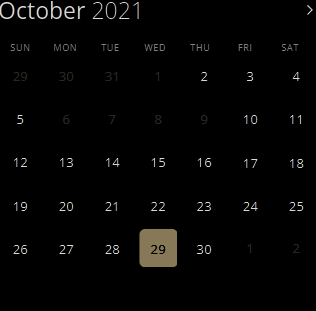 October 2021
SUN MON TUE WED THU FRI SAT
29 30 31 1 2 3 4
5 6 7 8 9 10 11
12 13 14 15 16 17 18
19 20 21 22 23 24 25
26 27 28 29 30 1 2